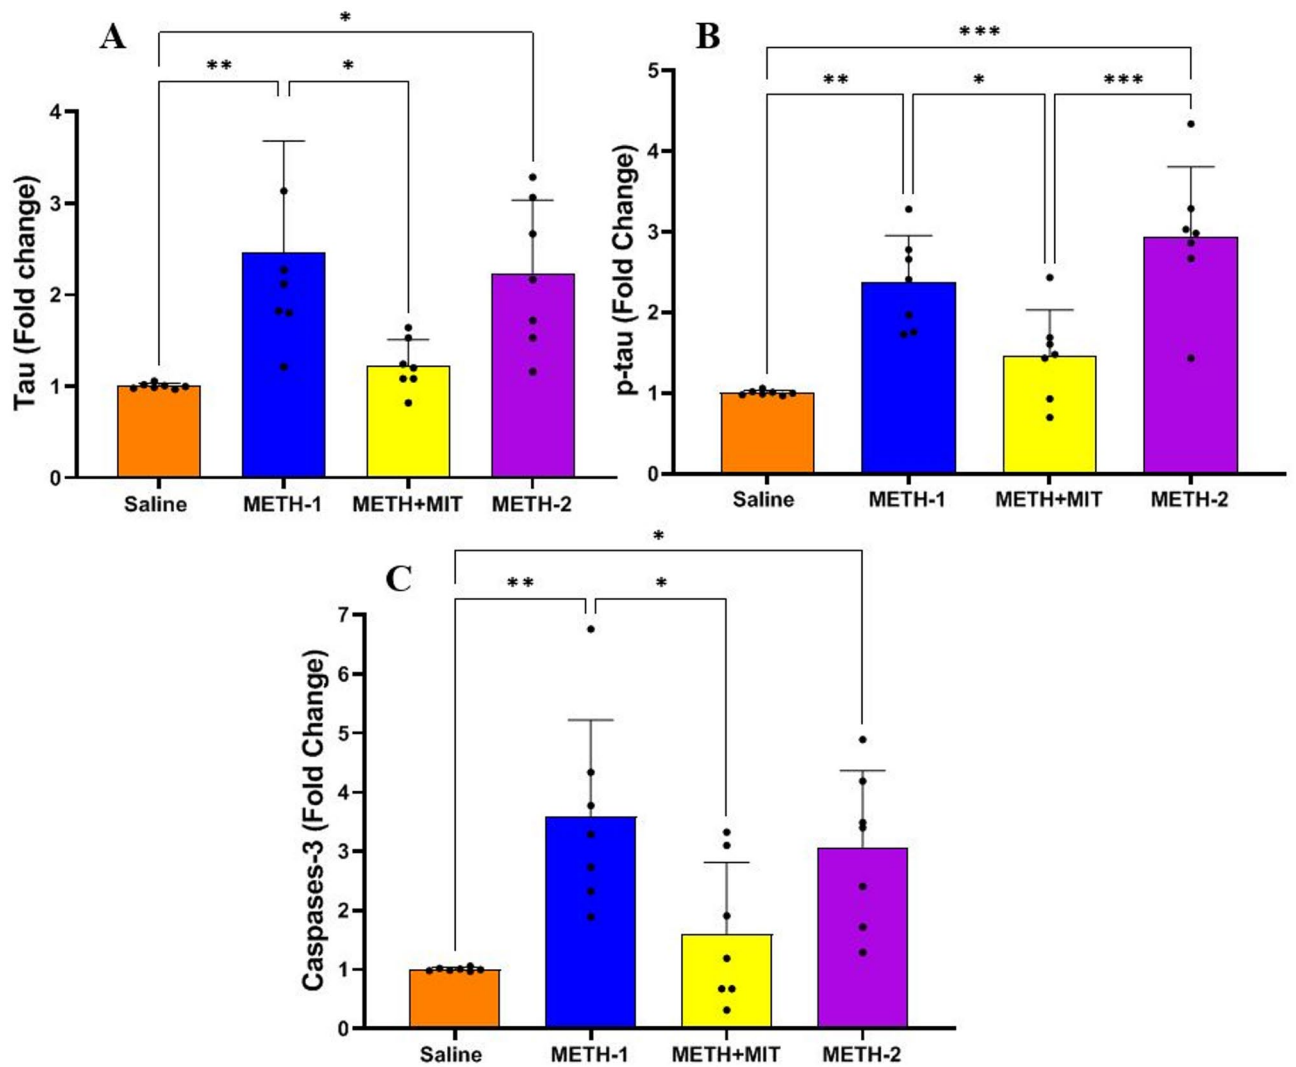 A
*
** *
Tau (Fold change)
4
3
2
1
0
Saline METH-1 METH+MIT METH-2
B
***
** * ***
p-tau (Fold Change)
5
4
3
2
1
0
Saline METH-1 METH+MIT METH-2
C
*
** *
Caspases-3 (Fold Change)
7
6
5
4
3
2
1
0
Saline METH-1 METH+MIT METH-2